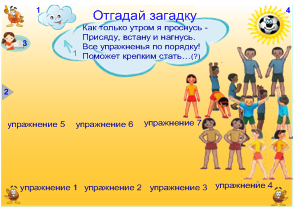 1
Отгадай загадку
4
Как только утром я проснусь -
Присяду, встану и нагнусь.
Все упражненья по порядку!
Поможет крепким стать...(?)
1
3
2
упражнение 5 упражнение 6 упражнение 7
упражнение 1 упражнение 2 упражнение 3 упражнение 4